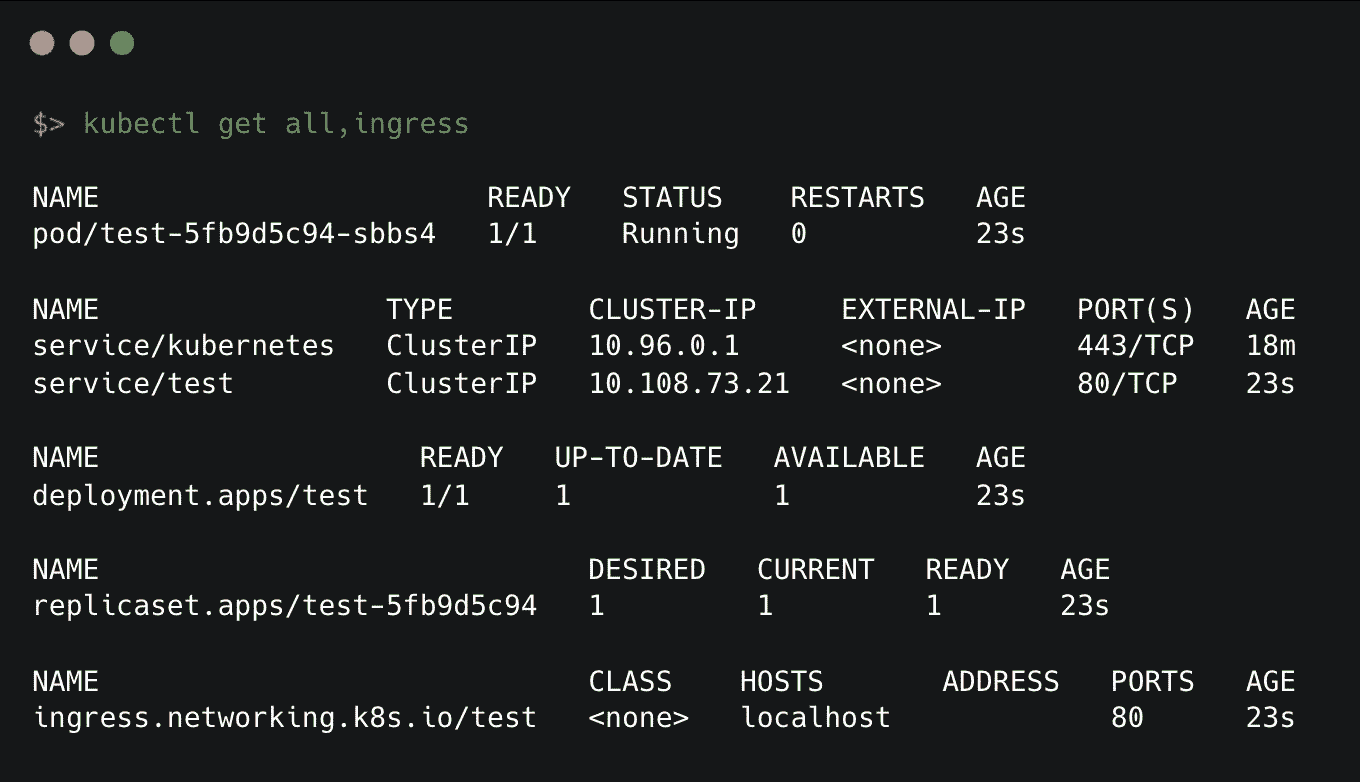 $> kubectl get all,ingress
NAME                           READY   STATUS    RESTARTS   AGE
pod/test-5fb9d5c94-sbbs4   1/1     Running   0          23s
NAME                 TYPE        CLUSTER-IP     EXTERNAL-IP   PORT(S)   AGE
service/kubernetes   ClusterIP   10.96.0.1      <none>        443/TCP   18m
service/test         ClusterIP   10.108.73.21   <none>        80/TCP    23s
NAME                   READY   UP-TO-DATE   AVAILABLE   AGE
deployment.apps/test   1/1     1            1           23s
NAME                             DESIRED   CURRENT   READY   AGE
replicaset.apps/test-5fb9d5c94   1         1         1       23s
NAME                             CLASS    HOSTS       ADDRESS   PORTS   AGE
ingress.networking.k8s.io/test   <none>   localhost             80      23s